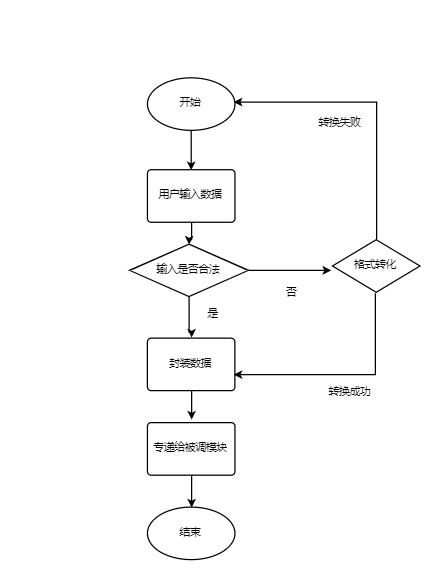 开始
转换失败
用户输入数据
输入是否合法
格式转化
否
是
封装数据
转换成功
专递给被调模块
结束